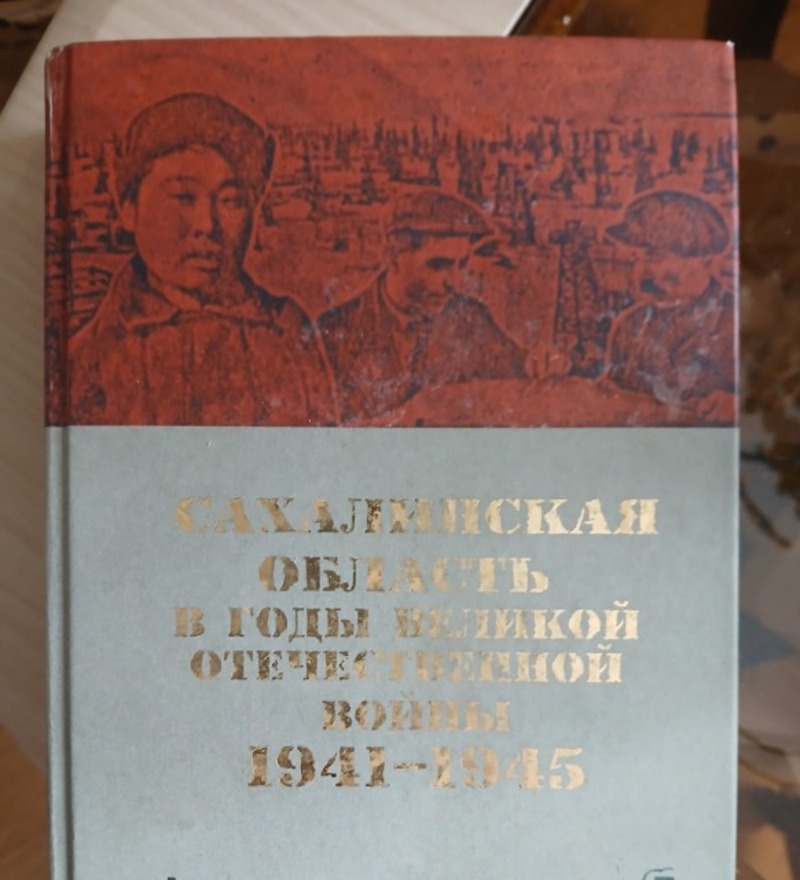 САХАЛИНСКАЯ
ОБЛАСТЬ
В ГОДЫ ВЕЛИКОЙ
ОТЕЧЕСТВЕННОЙ
ВОЙНЫ
1941–1945